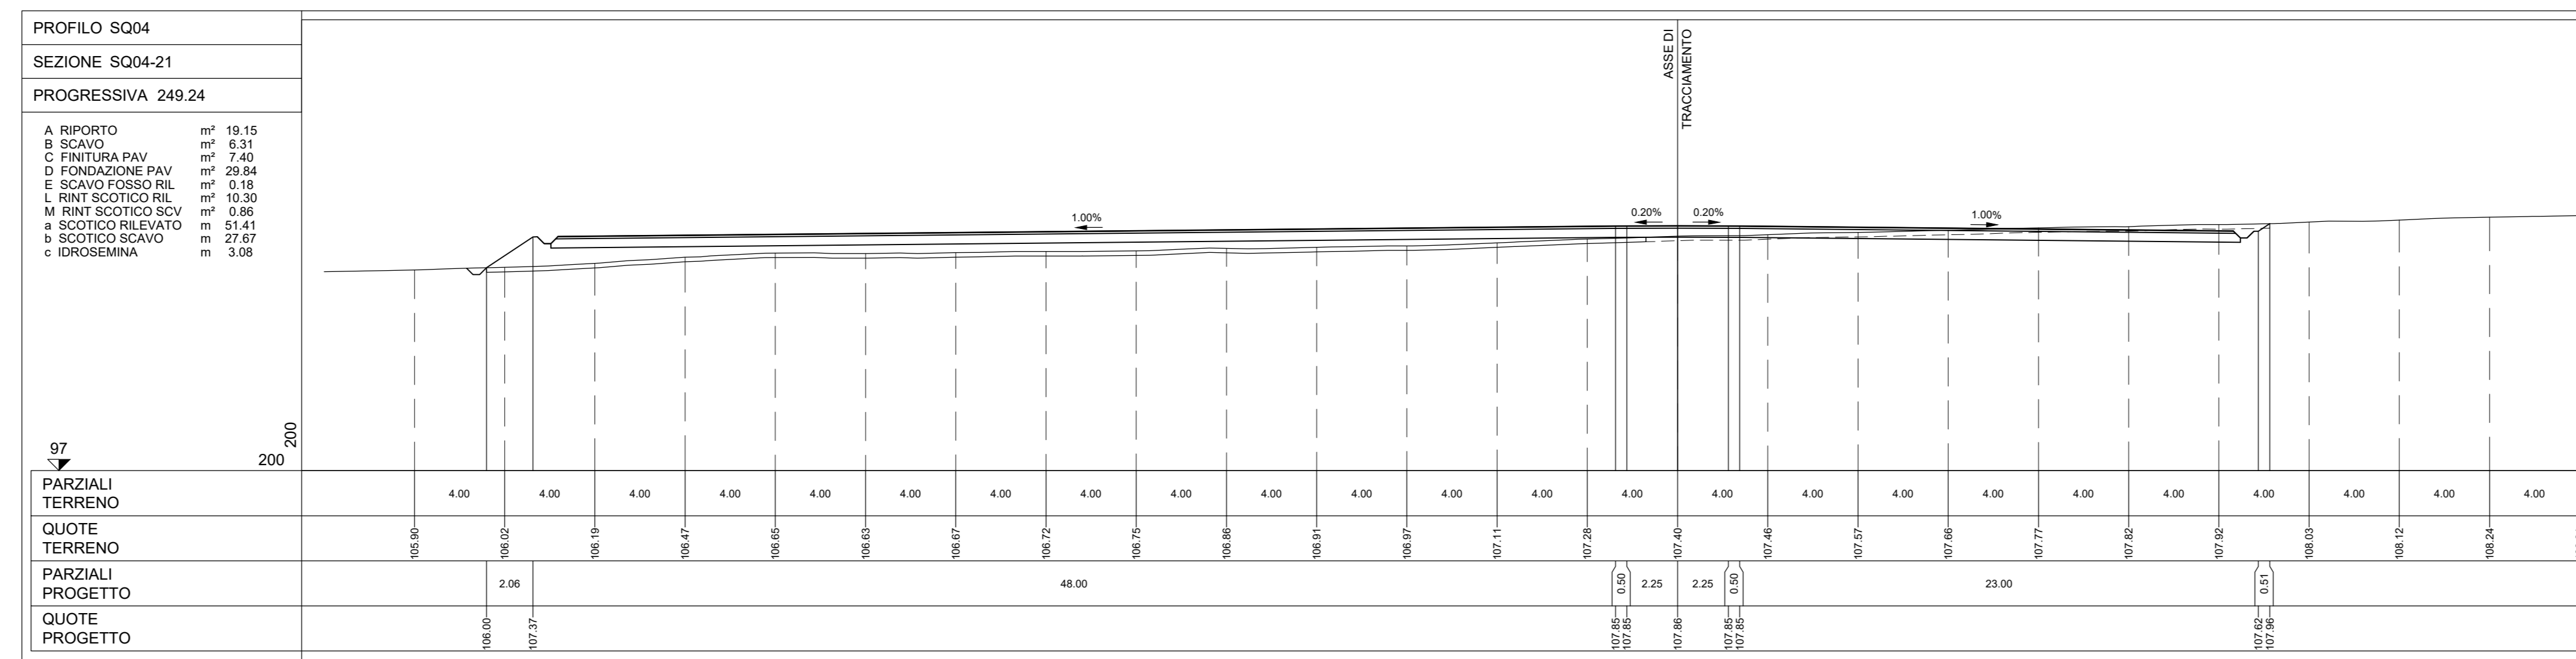 PROFILO SQ04
SEZIONE SQ04-21
PROGRESSIVA 249.24
A RIPORTO m² 19.15
B SCAVO m² 6.31
C FINITURA PAV m² 7.40
D FONDAZIONE PAV m² 29.84
E SCAVO FOSSO RIL m² 0.18
L RINT SCOTICO RIL m² 10.30
M RINT SCOTICO SCV m² 0.86
a SCOTICO RILEVATO m 51.41
b SCOTICO SCAVO m 27.67
c IDROSEMINA m 3.08
ASSE DI
TRACCIAMENTO
1.00% 0.20% 0.20% 1.00%
97
200
200
PARZIALI
TERRENO
4.00 4.00 4.00 4.00 4.00 4.00 4.00 4.00 4.00 4.00 4.00 4.00 4.00 4.00 4.00 4.00 4.00 4.00 4.00 4.00 4.00 4.00 4.00 4.00
QUOTE
TERRENO
105.90 106.02 106.19 106.47 106.65 106.63 106.67 106.72 106.75 106.86 106.91 106.97 107.11 107.28 107.40 107.46 107.57 107.66 107.77 107.82 107.92 108.03 108.12 108.24
PARZIALI
PROGETTO
2.06 48.00 0.50 2.25 2.25 0.50 23.00 0.51
QUOTE
PROGETTO
106.00 107.37 107.85 107.85 107.86 107.85 107.85 107.62 107.96